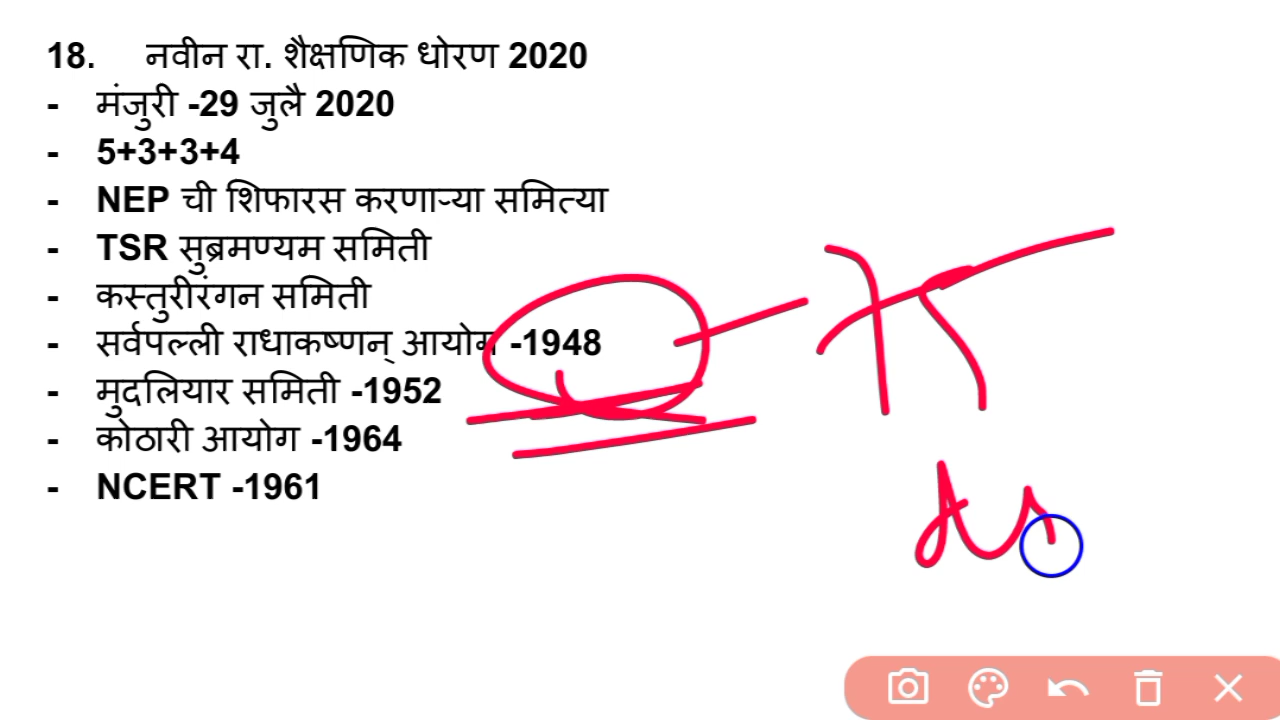 18. नवीन रा. शैक्षणिक धोरण 2020
- मंजुरी -29 जुलै 2020
- 5+3+3+4
- NEP ची शिफारस करणाऱ्या समित्या
- TSR सुब्रमण्यम समिती
- कस्तुरीरंगन समिती
- सर्वपल्ली राधाकष्णन् आयोग -1948
- मुदलियार समिती -1952
- कोठारी आयोग -1964
- NCERT -1961